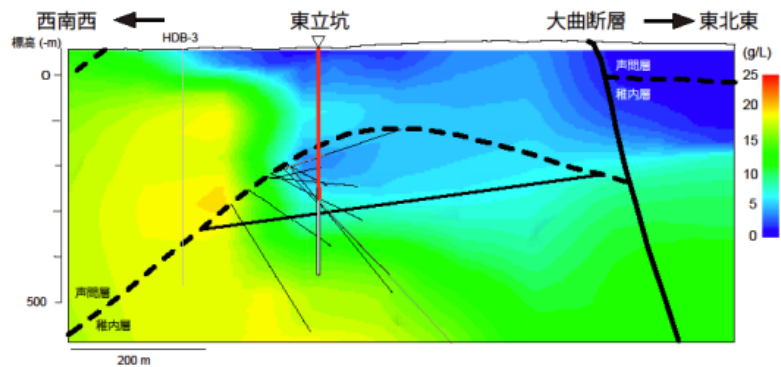 西南西
東立坑
大曲断層
東北東
標高 (-m)
HDB-3
(g/L)
0
500
声問層
稚内層
声問層
稚内層
25
20
15
10
5
0
200 m